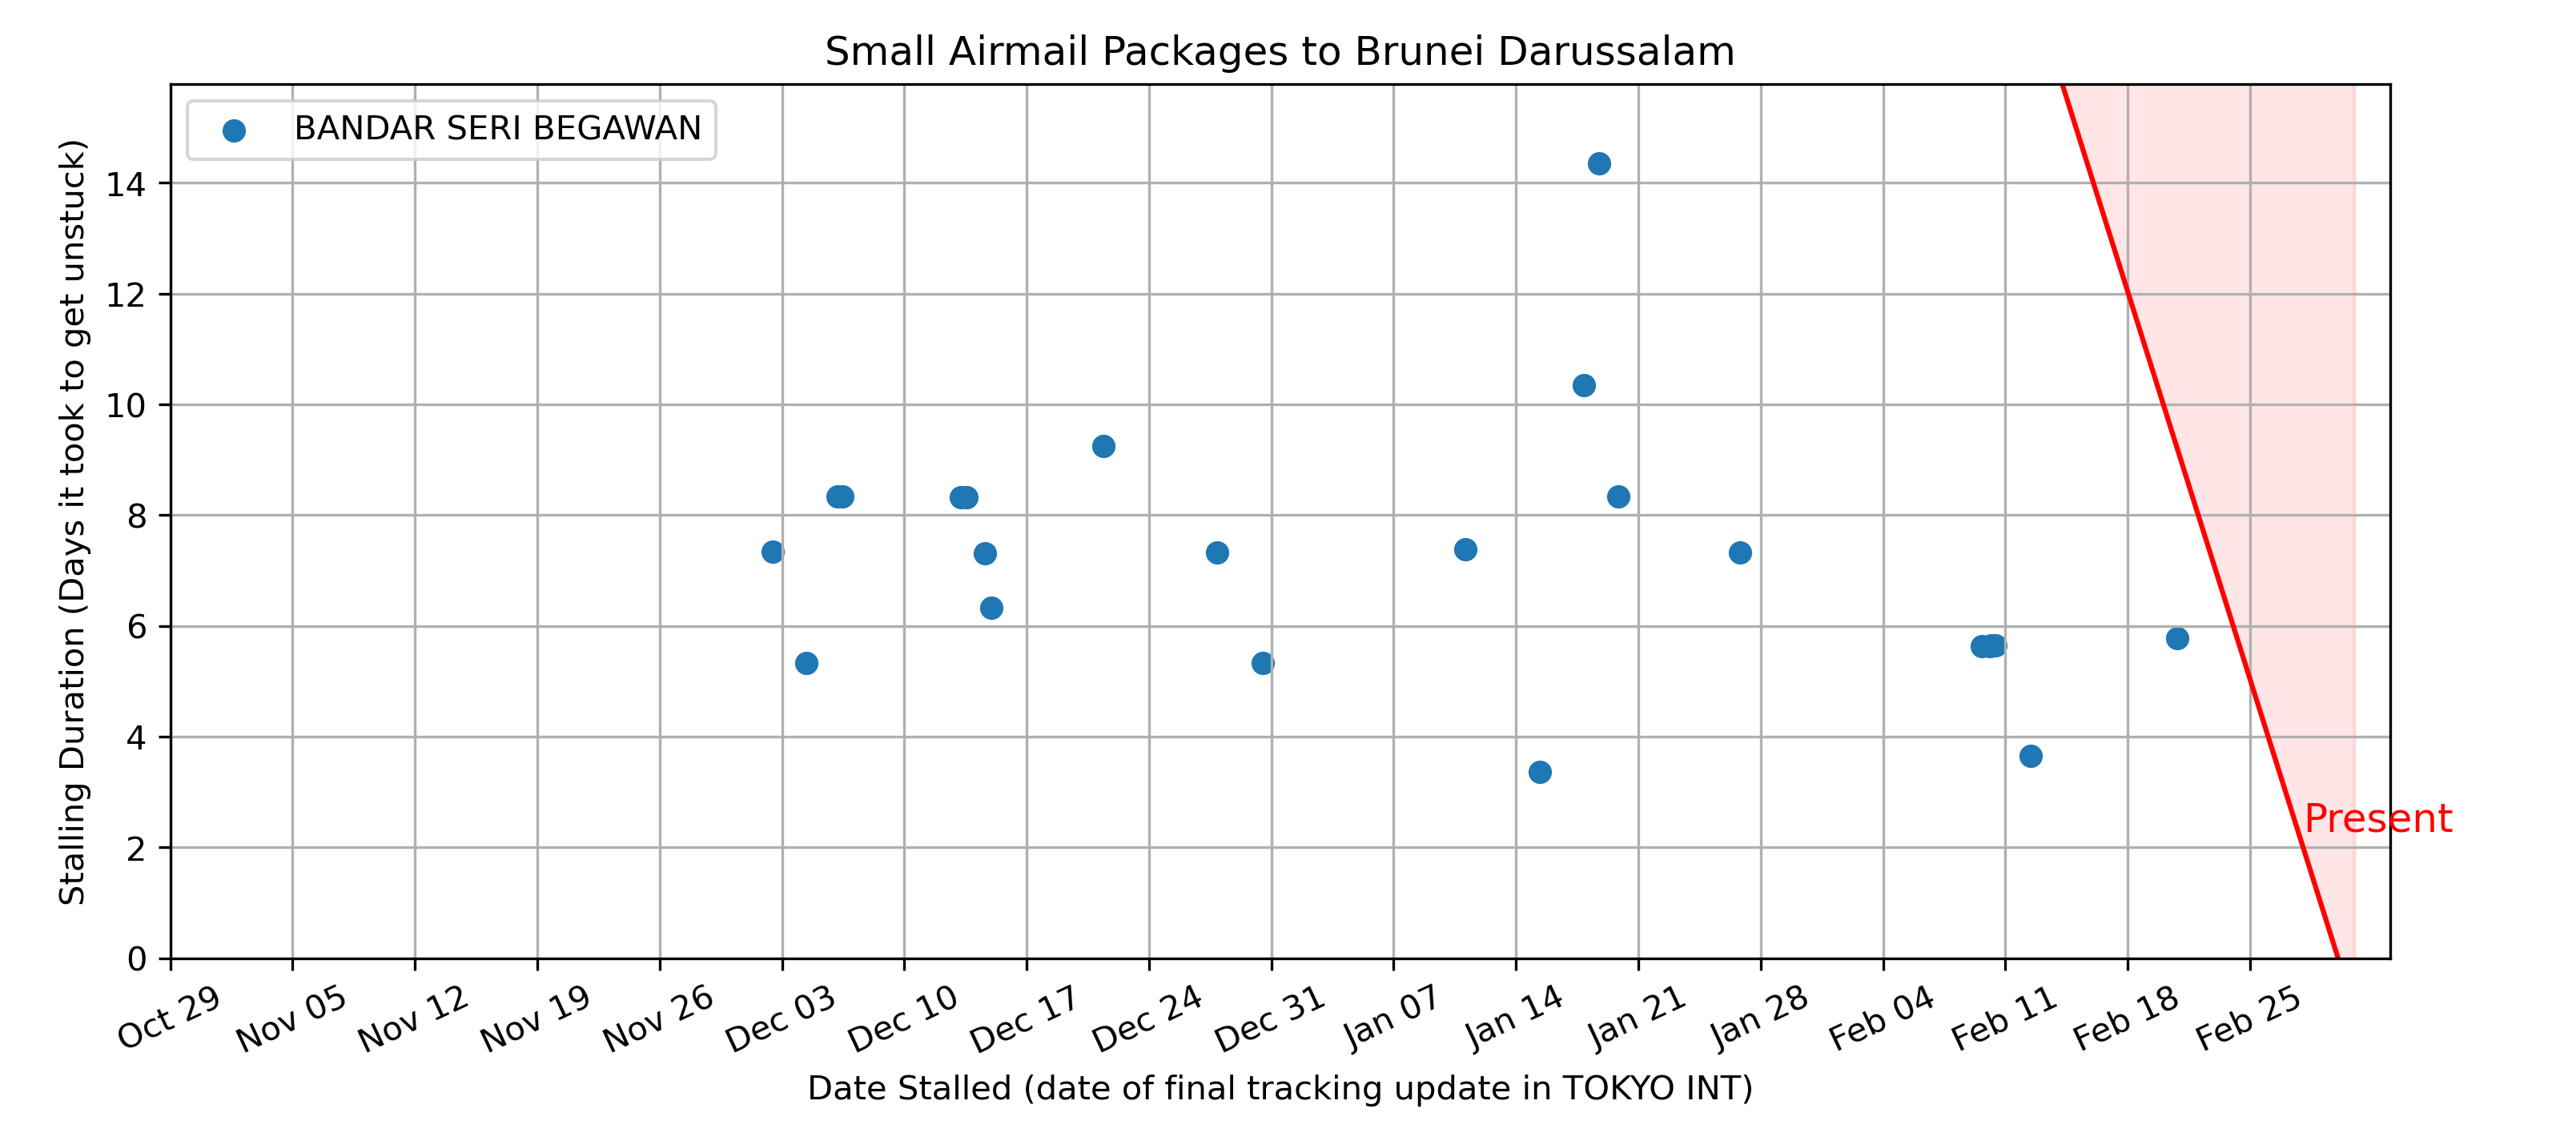 Small Airmail Packages to Brunei Darussalam
BANDAR SERI BEGAWAN
Stalling Duration (Days it took to get unstuck)
14
12
10
8
6
4
2
0
Present
Oct 29 Nov 05 Nov 12 Nov 19 Nov 26 Dec 03 Dec 10 Dec 17 Dec 24 Dec 31 Jan 07 Jan 14 Jan 21 Jan 28 Feb 04 Feb 11 Feb 18 Feb 25
Date Stalled (date of final tracking update in TOKYO INT)